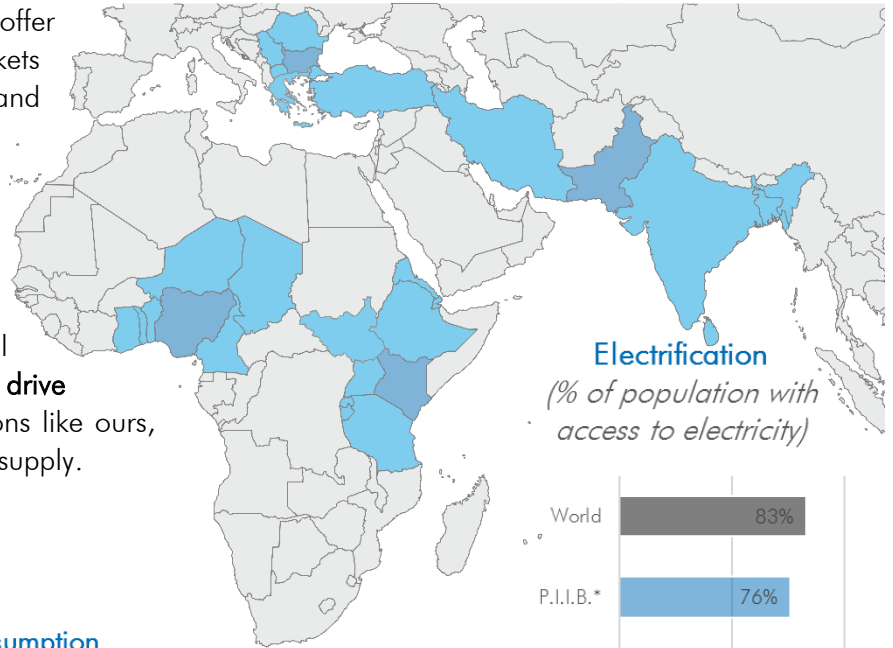 offer
kets
and
l
drive
ons like ours,
supply.
sumption
Electrification
(% of population with
access to electricity)
World
83%
P.I.I.B.*
76%